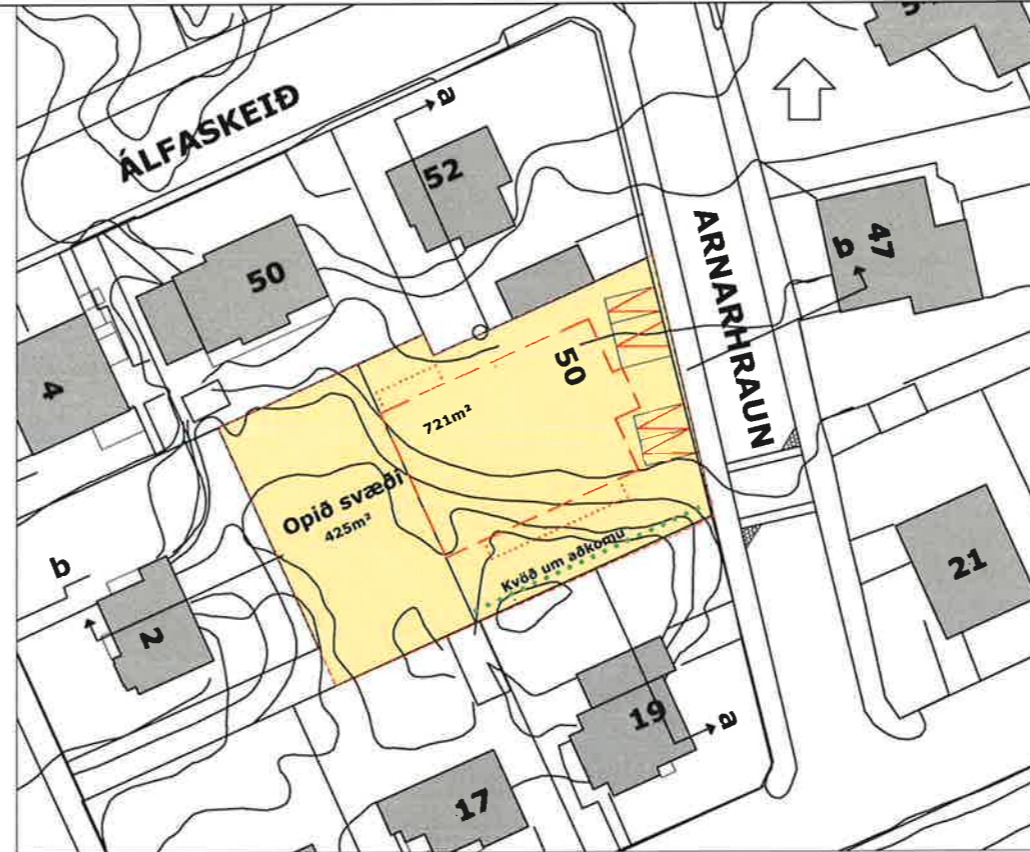 ÁLFASKEIÐ
a
52
50
4
ARNARHRAUN
47
b
50
721m²
Opið svæði
425m²
Kvöð um aðkomu
b
2
21
19
a
17